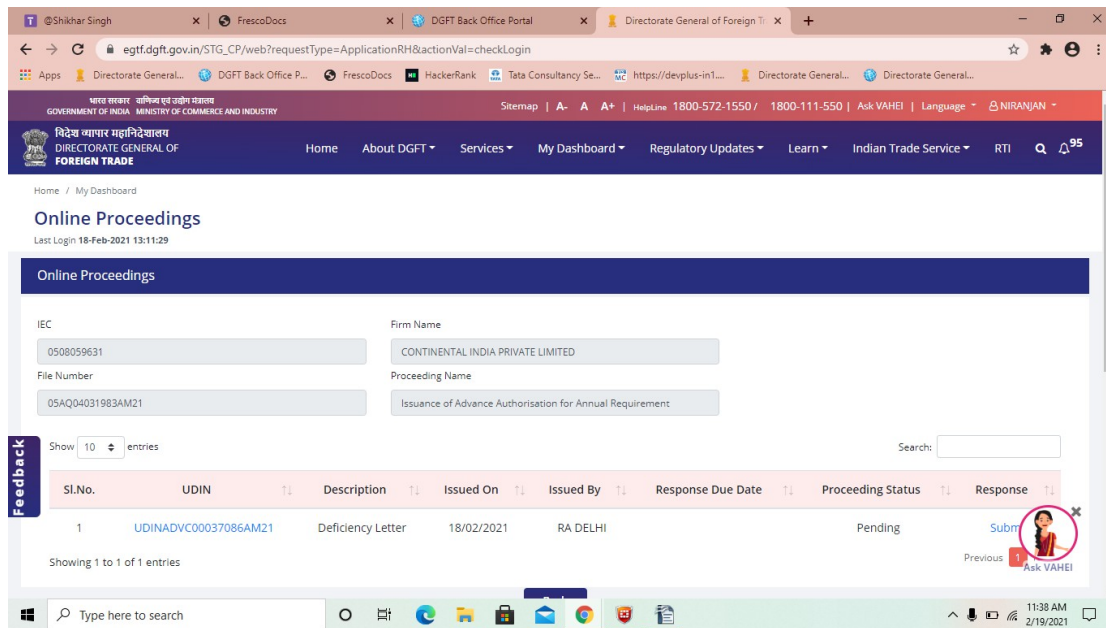 @Shikhar Singh
FrescoDocs
DGFT Back Office Portal
Directorate General of Foreign Tr
egtf.dgft.gov.in/STG_CP/web?requestType=ApplicationRH&actionVal=checkLogin
Apps Directorate General... DGFT Back Office P... FrescoDocs HackerRank Tata Consultancy Se... https://devplus-in1.... Directorate General... Directorate General...
भारत सरकार वाणिज्य एवं उद्योग मंत्रालय
GOVERNMENT OF INDIA MINISTRY OF COMMERCE AND INDUSTRY
Sitemap | A- A A+ | HelpLine 1800-572-1550 / 1800-111-550 | Ask VAHEI | Language NIRANJAN
विदेश व्यापार महानिदेशालय
DIRECTORATE GENERAL OF
FOREIGN TRADE
Home About DGFT Services My Dashboard Regulatory Updates Learn Indian Trade Service RTI 95
Home / My Dashboard
Online Proceedings
Last Login 18-Feb-2021 13:11:29
Online Proceedings
IEC Firm Name
0508059631 CONTINENTAL INDIA PRIVATE LIMITED
File Number Proceeding Name
05AQ04031983AM21 Issuance of Advance Authorisation for Annual Requirement
Show 10 entries Search:
Feedback
Sl.No. UDIN Description Issued On Issued By Response Due Date Proceeding Status Response
1 UDINADVC00037086AM21 Deficiency Letter 18/02/2021 RA DELHI Pending Subm
Showing 1 to 1 of 1 entries Previous 1
Ask VAHEI
Type here to search
11:38 AM
2/19/2021